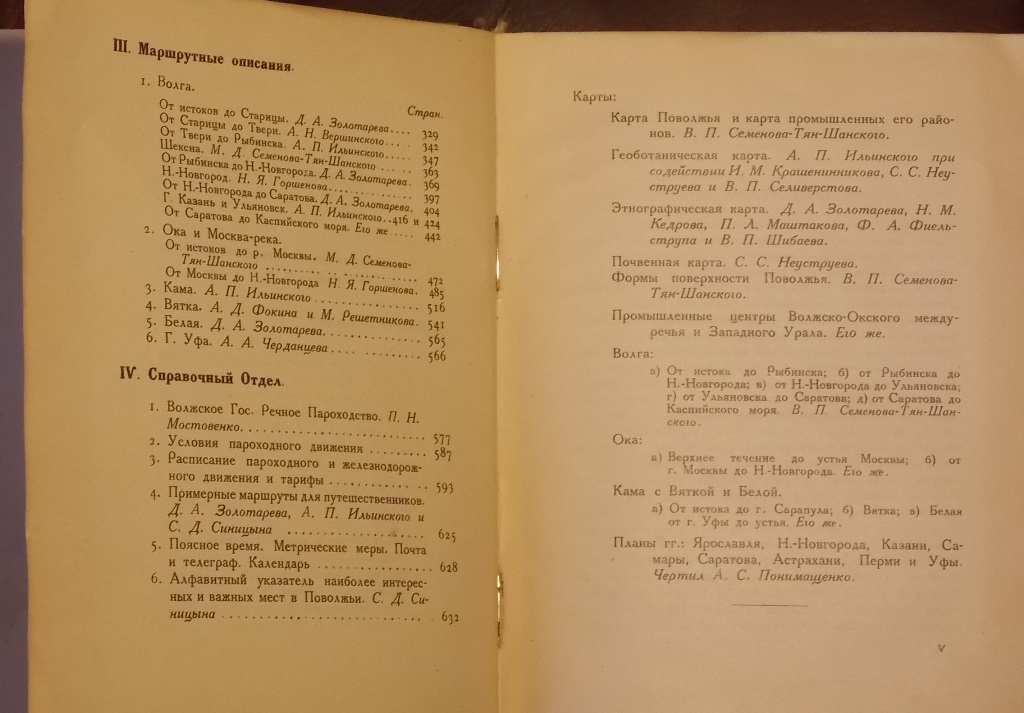 III. Маршрутные описания.
1. Волга.
Стран.
От истоков до Старицы. Д. А. Золотарева.... 329
От Старицы до Твери. А. Н. Вершинского.... 342
От Твери до Рыбинска. А. П. Ильинского..... 347
Шексна. М. Д. Семенова-Тян-Шанского ... .. 363
От Рыбинска до Н.-Новгорода. Д. А. Золотарева. 369
Н.-Новгород. Н. Я. Горшенова.............. 397
От Н.-Новгорода до Саратова. Д. А. Золотарева. 404
Г. Казань и Ульяновск. А. П. Ильинского..416 и 424
От Саратова до Каспийского моря. Его же .... 442
2. Ока и Москва-река.
От истоков до р. Москвы. М. Д. Семенова-
Тян-Шанского .................... 472
От Москвы до Н.-Новгорода Н. Я. Горшенова. 485
3. Кама. А. П. Ильинского................ 516
4. Вятка. А. Д. Фокина и М. Решетникова. 541
5. Белая. Д. А. Золотарева............... 565
6. Г. Уфа. А. А. Черданцева.............. 566
IV. Справочный Отдел.
1. Волжское Гос. Речное Пароходство. П. Н.
Мостовенко.......................... 577
2. Условия пароходного движения ......... 587
3. Расписание пароходного и железнодорож-
ного движения и тарифы ............. 593
4. Примерные маршруты для путешественников.
Д. А. Золотарева, А. П. Ильинского и
С. Д. Синицына .................... 625
5. Поясное время. Метрические меры. Почта
и телеграф. Календарь .............. 628
6. Алфавитный указатель наиболее интерес-
ных и важных мест в Поволжьи. С. Д. Си-
ницына ............................ 632
Карты:
Карта Поволжья и карта промышленных его райо-
нов. В. П. Семенова-Тян-Шанского.
Геоботаническая карта. А. П. Ильинского при
содействии И. М. Крашенинникова, С. С. Неу-
струева и В. П. Селиверстова.
Этнографическая карта. Д. А. Золотарева, Н. М.
Кедрова, П. Л. Маштакова, Ф. А. Фиель-
струпа и В. П. Шибаева.
Почвенная карта. С. С. Неуструева.
Формы поверхности Поволжья. В. П. Семенова-
Тян-Шанского.
Промышленные центры Волжско-Окского между-
речья и Западного Урала. Его же.
Волга:
а) От истока до Рыбинска; б) от Рыбинска до
Н.-Новгорода; в) от Н.-Новгорода до Ульяновска;
г) от Ульяновска до Саратова; д) от Саратова до
Каспийского моря. В. П. Семенова-Тян-Шан-
ского.
Ока:
а) Верхнее течение до устья Москвы; б) от
г. Москвы до Н.-Новгорода. Его же.
Кама с Вяткой и Белой.
а) От истока до г. Сарапула; б) Вятка; в) Белая
от г. Уфы до устья. Его же.
Планы гг.: Ярославля, Н.-Новгорода, Казани, Са-
мары, Саратова, Астрахани, Перми и Уфы.
Чертил А. С. Понимащенко.
V